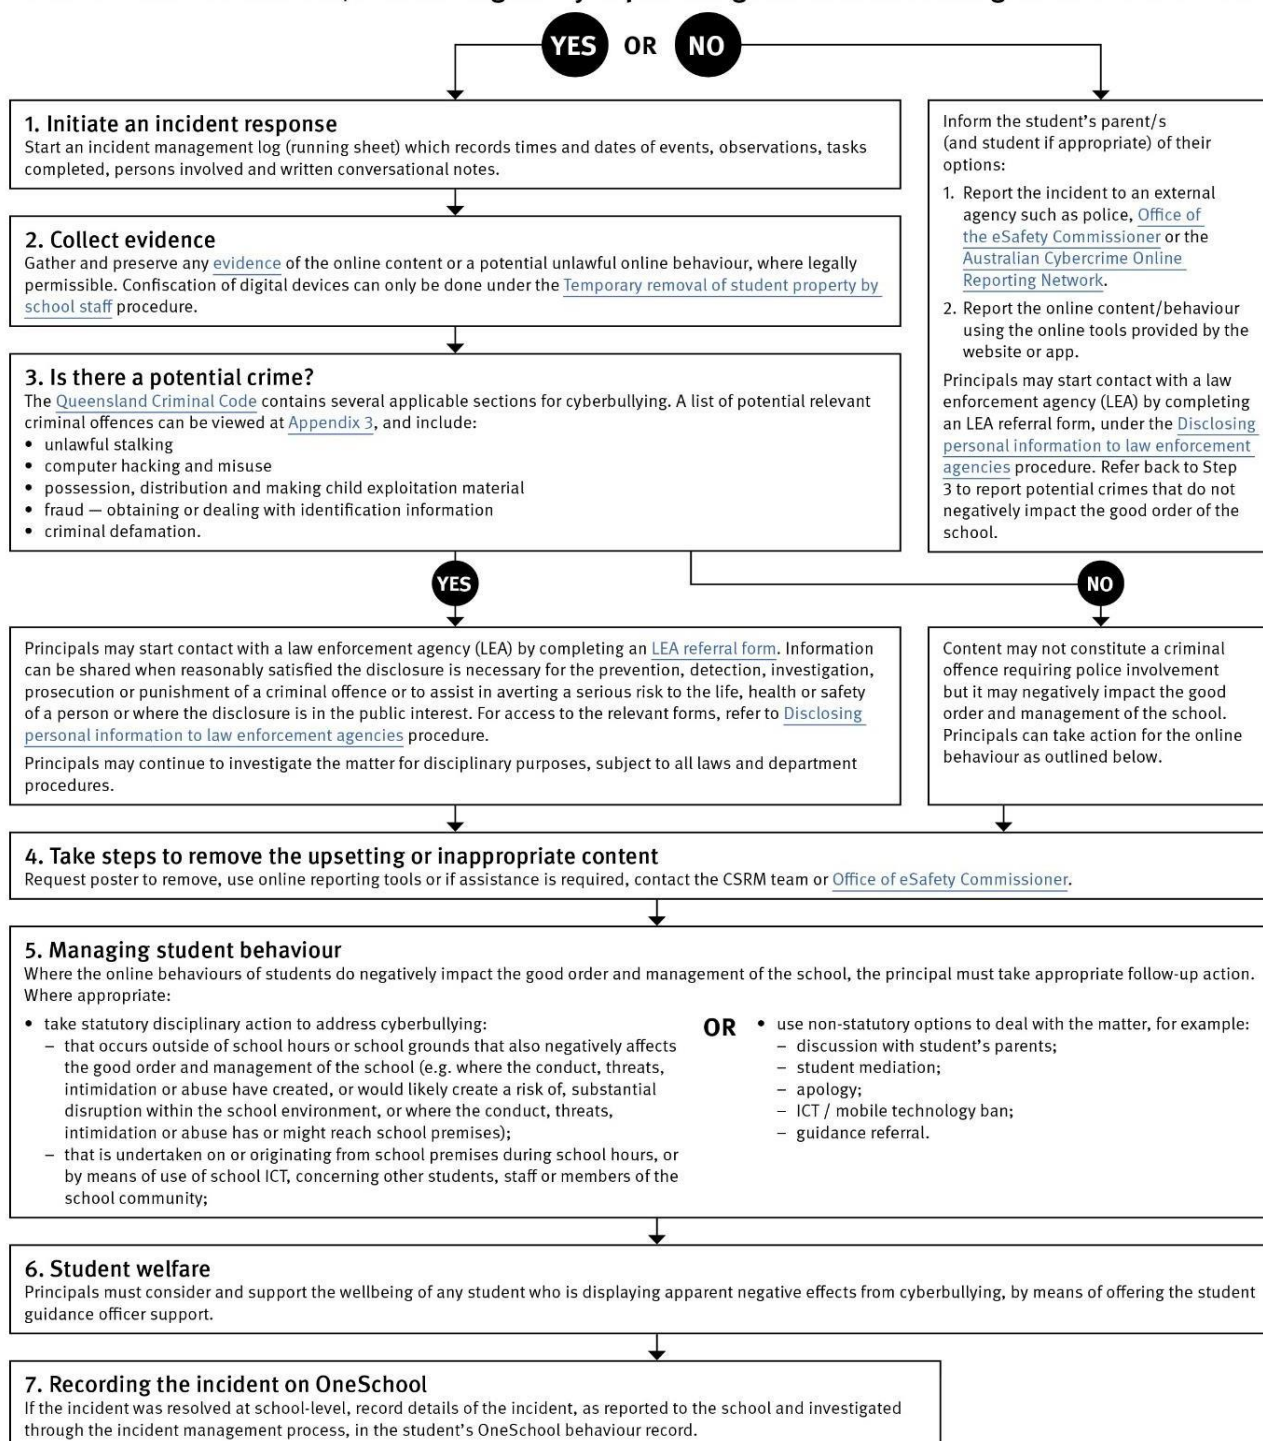 YES OR NO
1. Initiate an incident response
Start an incident management log (running sheet) which records times and dates of events, observations, tasks
completed, persons involved and written conversational notes.
2. Collect evidence
Gather and preserve any evidence of the online content or a potential unlawful online behaviour, where legally
permissible. Confiscation of digital devices can only be done under the Temporary removal of student property by
school staff procedure.
3. Is there a potential crime?
The Queensland Criminal Code contains several applicable sections for cyberbullying. A list of potential relevant
criminal offences can be viewed at Appendix 3, and include:
• unlawful stalking
• computer hacking and misuse
• possession, distribution and making child exploitation material
• fraud — obtaining or dealing with identification information
• criminal defamation.
Inform the student's parent/s
(and student if appropriate) of their
options:
1. Report the incident to an external
agency such as police, Office of
the eSafety Commissioner or the
Australian Cybercrime Online
Reporting Network.
2. Report the online content/behaviour
using the online tools provided by the
website or app.
Principals may start contact with a law
enforcement agency (LEA) by completing
an LEA referral form, under the Disclosing
personal information to law enforcement
agencies procedure. Refer back to Step
3 to report potential crimes that do not
negatively impact the good order of the
school.
YES
NO
Principals may start contact with a law enforcement agency (LEA) by completing an LEA referral form. Information
can be shared when reasonably satisfied the disclosure is necessary for the prevention, detection, investigation,
prosecution or punishment of a criminal offence or to assist in averting a serious risk to the life, health or safety
of a person or where the disclosure is in the public interest. For access to the relevant forms, refer to Disclosing
personal information to law enforcement agencies procedure.
Principals may continue to investigate the matter for disciplinary purposes, subject to all laws and department
procedures.
Content may not constitute a criminal
offence requiring police involvement
but it may negatively impact the good
order and management of the school.
Principals can take action for the online
behaviour as outlined below.
4. Take steps to remove the upsetting or inappropriate content
Request poster to remove, use online reporting tools or if assistance is required, contact the CSRM team or Office of eSafety Commissioner.
5. Managing student behaviour
Where the online behaviours of students do negatively impact the good order and management of the school, the principal must take appropriate follow-up action.
Where appropriate:
• take statutory disciplinary action to address cyberbullying:
– that occurs outside of school hours or school grounds that also negatively affects
the good order and management of the school (e.g. where the conduct, threats,
intimidation or abuse have created, or would likely create a risk of, substantial
disruption within the school environment, or where the conduct, threats,
intimidation or abuse has or might reach school premises);
– that is undertaken on or originating from school premises during school hours, or
by means of use of school ICT, concerning other students, staff or members of the
school community;
OR
• use non-statutory options to deal with the matter, for example:
– discussion with student's parents;
– student mediation;
– apology;
– ICT / mobile technology ban;
– guidance referral.
6. Student welfare
Principals must consider and support the wellbeing of any student who is displaying apparent negative effects from cyberbullying, by means of offering the student
guidance officer support.
7. Recording the incident on OneSchool
If the incident was resolved at school-level, record details of the incident, as reported to the school and investigated
through the incident management process, in the student's OneSchool behaviour record.